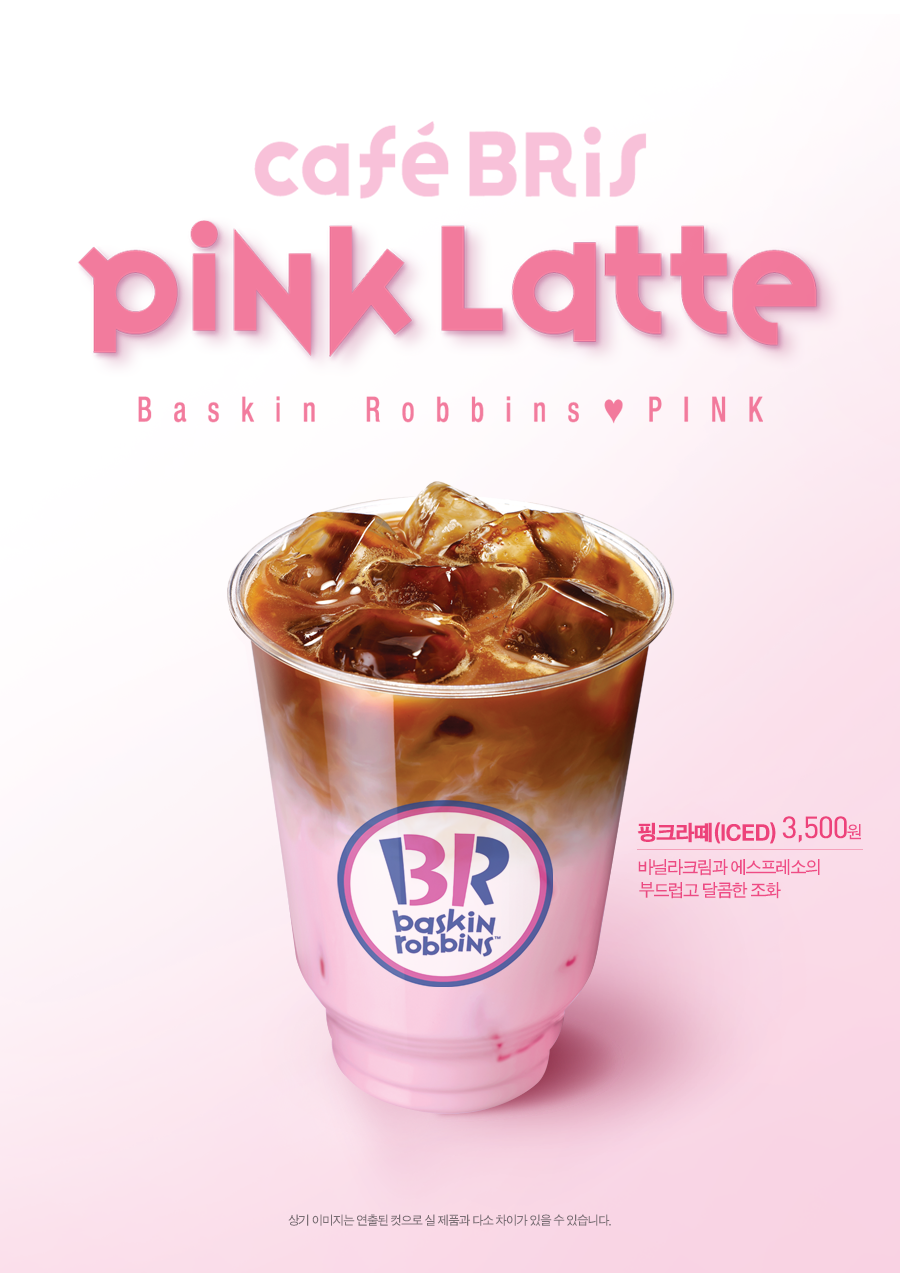 café BRiS
piNk Latte
Baskin Robbins♥PINK
BR
baskin
robbins™
핑크라떼(ICED) 3,500원
바닐라크림과 에스프레소의
부드럽고 달콤한 조화
상기 이미지는 연출된 컷으로 실 제품과 다소 차이가 있을 수 있습니다.